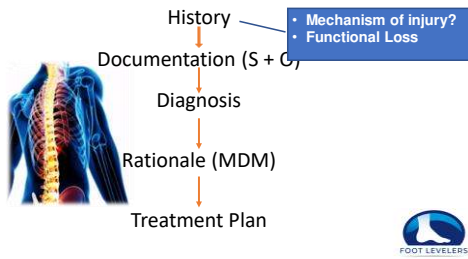 History
• Mechanism of injury?
• Functional Loss
Documentation (S + O)
Diagnosis
Rationale (MDM)
Treatment Plan
FOOT LEVELERS